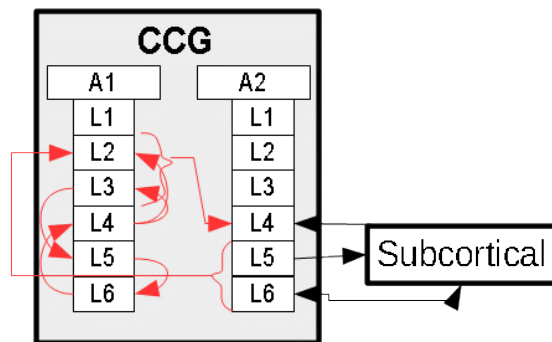 CCG
A1 A2
L1 L1
L2 L2
L3 L3
L4 L4
L5 L5
L6 L6
Subcortical